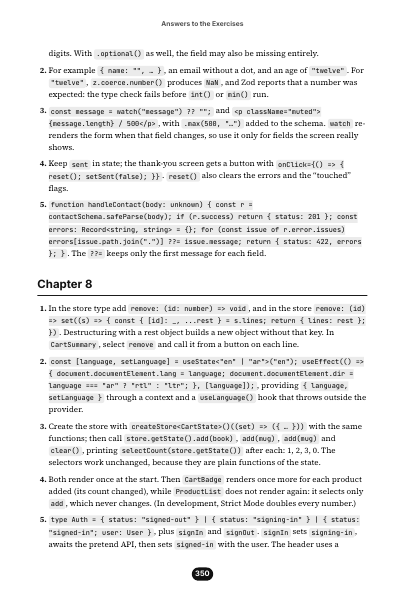 Answers to the Exercises
digits. With .optional() as well, the field may also be missing entirely.
2. For example { name: "", … }, an email without a dot, and an age of "twelve". For
"twelve", z.coerce.number() produces NaN, and Zod reports that a number was
expected: the type check fails before int() or min() run.
3. const message = watch("message") ?? ""; and <p className="muted">
{message.length} / 500</p>, with .max(500, "…") added to the schema. watch re-
renders the form when that field changes, so use it only for fields the screen really
shows.
4. Keep sent in state; the thank-you screen gets a button with onClick={() => {
reset(); setSent(false); }}. reset() also clears the errors and the “touched”
flags.
5. function handleContact(body: unknown) { const r =
contactSchema.safeParse(body); if (r.success) return { status: 201 }; const
errors: Record<string, string> = {}; for (const issue of r.error.issues)
errors[issue.path.join(".")] ??= issue.message; return { status: 422, errors
}; }. The ??= keeps only the first message for each field.
Chapter 8
1. In the store type add remove: (id: number) => void, and in the store remove: (id)
=> set((s) => { const { [id]: _, ...rest } = s.lines; return { lines: rest };
}). Destructuring with a rest object builds a new object without that key. In
CartSummary, select remove and call it from a button on each line.
2. const [language, setLanguage] = useState<"en" | "ar">("en"); useEffect(() =>
{ document.documentElement.lang = language; document.documentElement.dir =
language === "ar" ? "rtl" : "ltr"; }, [language]);, providing { language,
setLanguage } through a context and a useLanguage() hook that throws outside the
provider.
3. Create the store with createStore<CartState>()((set) => ({ … })) with the same
functions; then call store.getState().add(book), add(mug), add(mug) and
clear(), printing selectCount(store.getState()) after each: 1, 2, 3, 0. The
selectors work unchanged, because they are plain functions of the state.
4. Both render once at the start. Then CartBadge renders once more for each product
added (its count changed), while ProductList does not render again: it selects only
add, which never changes. (In development, Strict Mode doubles every number.)
5. type Auth = { status: "signed-out" } | { status: "signing-in" } | { status:
"signed-in"; user: User }, plus signIn and signOut. signIn sets signing-in,
awaits the pretend API, then sets signed-in with the user. The header uses a
350